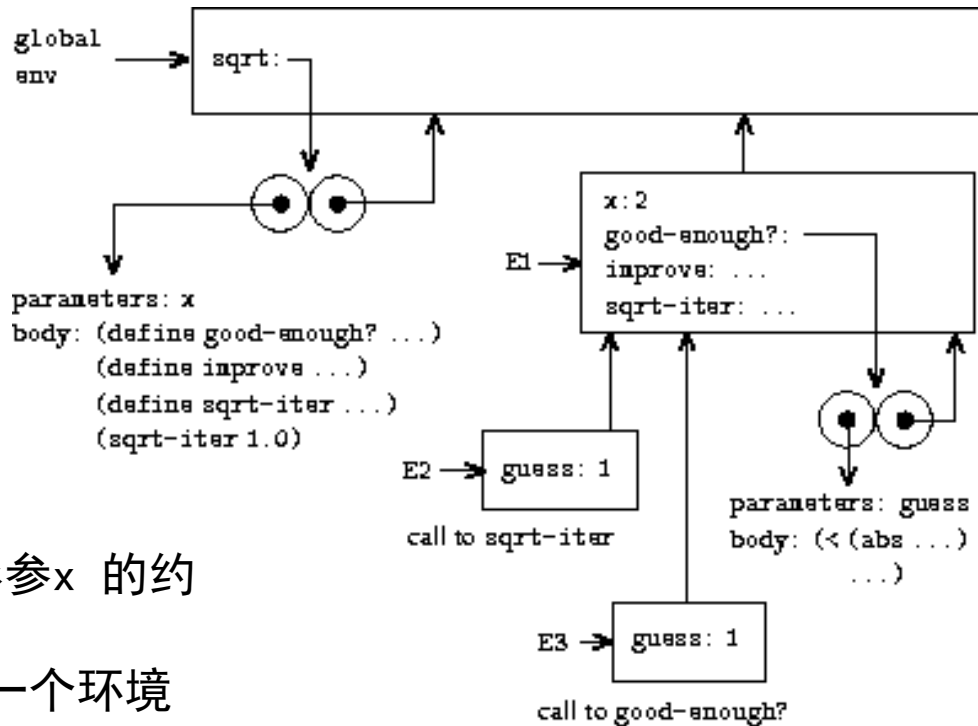 global
env
sqrt:
x:2
good-enough?:
E1
improve: ...
sqrt-iter: ...
parameters: x
body: (define good-enough? ...)
(define improve ...)
(define sqrt-iter ...)
(sqrt-iter 1.0)
E2
guess: 1
call to sqrt-iter
parameters: guess
body: (< (abs ...)
...)
参x 的约
E3
guess: 1
一个环境
call to good-enough?